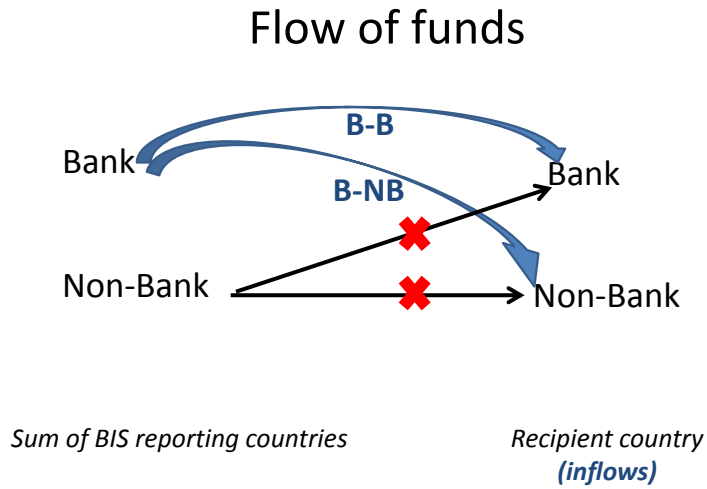 Flow of funds
B-B
Bank
Bank
B-NB
Non-Bank
Non-Bank
Sum of BIS reporting countries
Recipient country
(inflows)